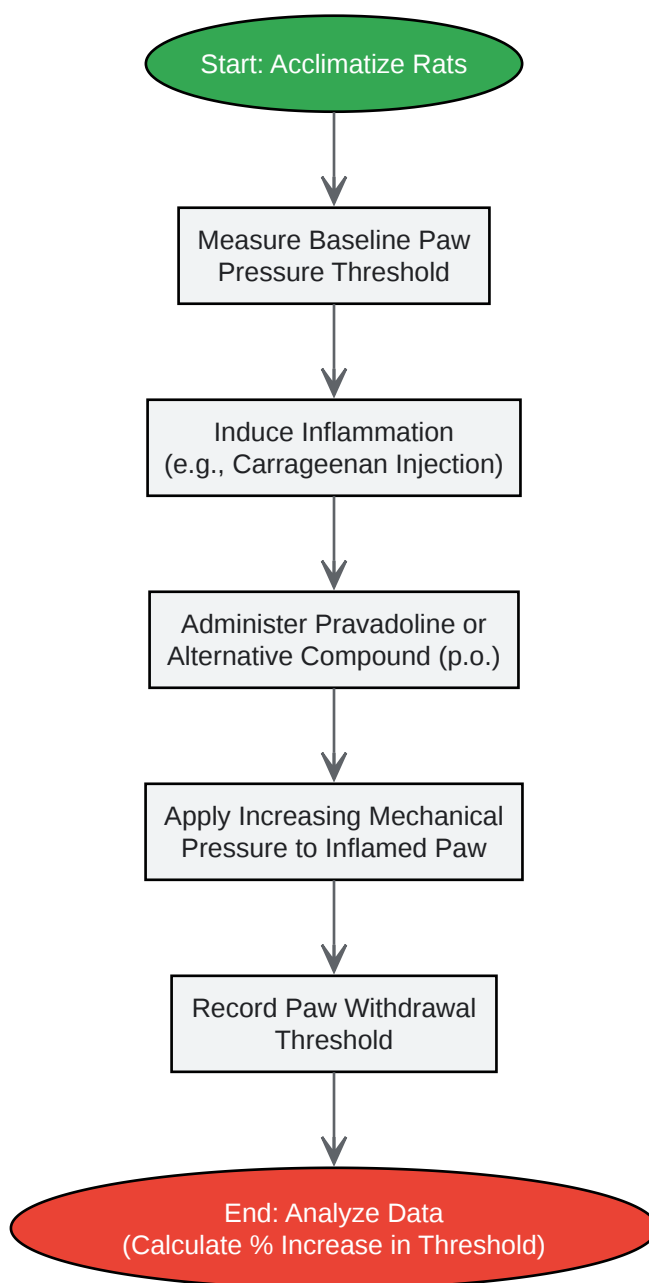 Start: Acclimatize Rats
Measure Baseline Paw
Pressure Threshold
Induce Inflammation
(e.g., Carrageenan Injection)
Administer Pravadoline or
Alternative Compound (p.o.)
Apply Increasing Mechanical
Pressure to Inflamed Paw
Record Paw Withdrawal
Threshold
End: Analyze Data
(Calculate % Increase in Threshold)